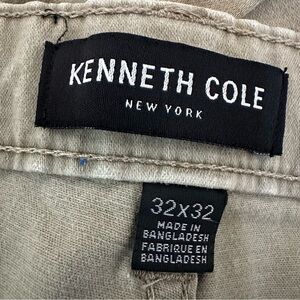 KENNETH COLE
NEW YORK
32X32
MADE IN
BANGLADESH
FABRIQUE EN
BANGLADESH